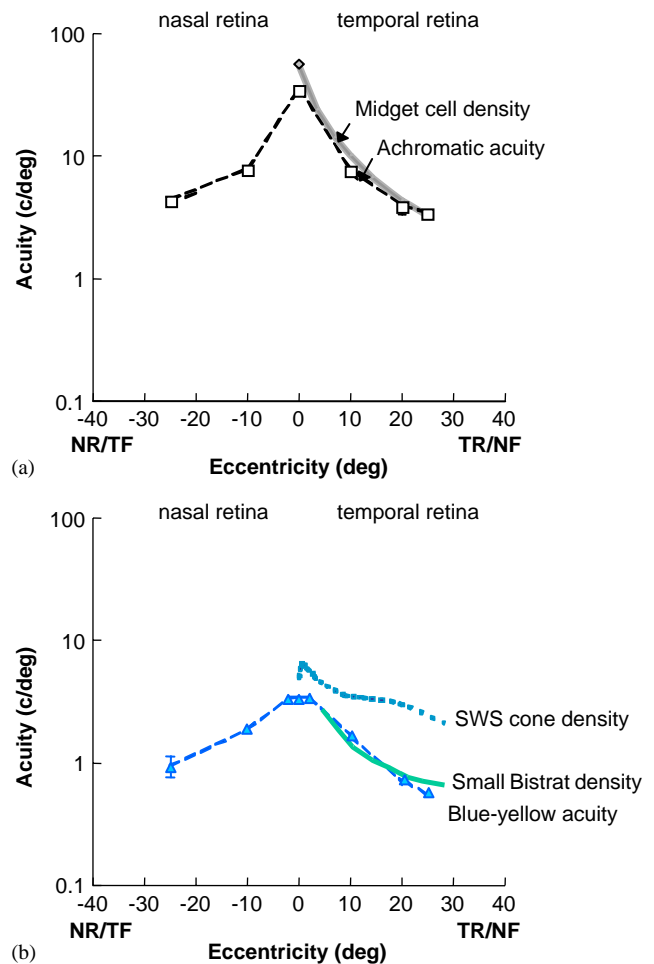 nasal retina temporal retina
100
Midget cell density
Achromatic acuity
10
Acuity (c/deg)
1
0.1
-40 -30 -20 -10 0 10 20 30 40
NR/TF TR/NF
(a) Eccentricity (deg)
nasal retina temporal retina
100
10
Acuity (c/deg)
SWS cone density
1
Small Bistrat density
Blue-yellow acuity
0.1
-40 -30 -20 -10 0 10 20 30 40
NR/TF TR/NF
(b) Eccentricity (deg)